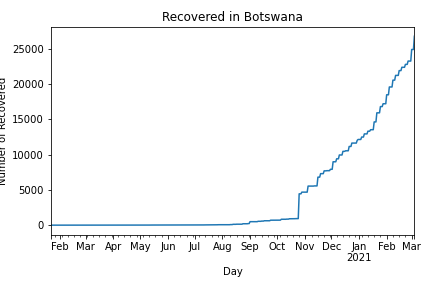 Recovered in Botswana
Number of Recovered
25000
20000
15000
10000
5000
0
Feb Mar Apr May Jun Jul Aug Sep Oct Nov Dec Jan Feb Mar
2021
Day